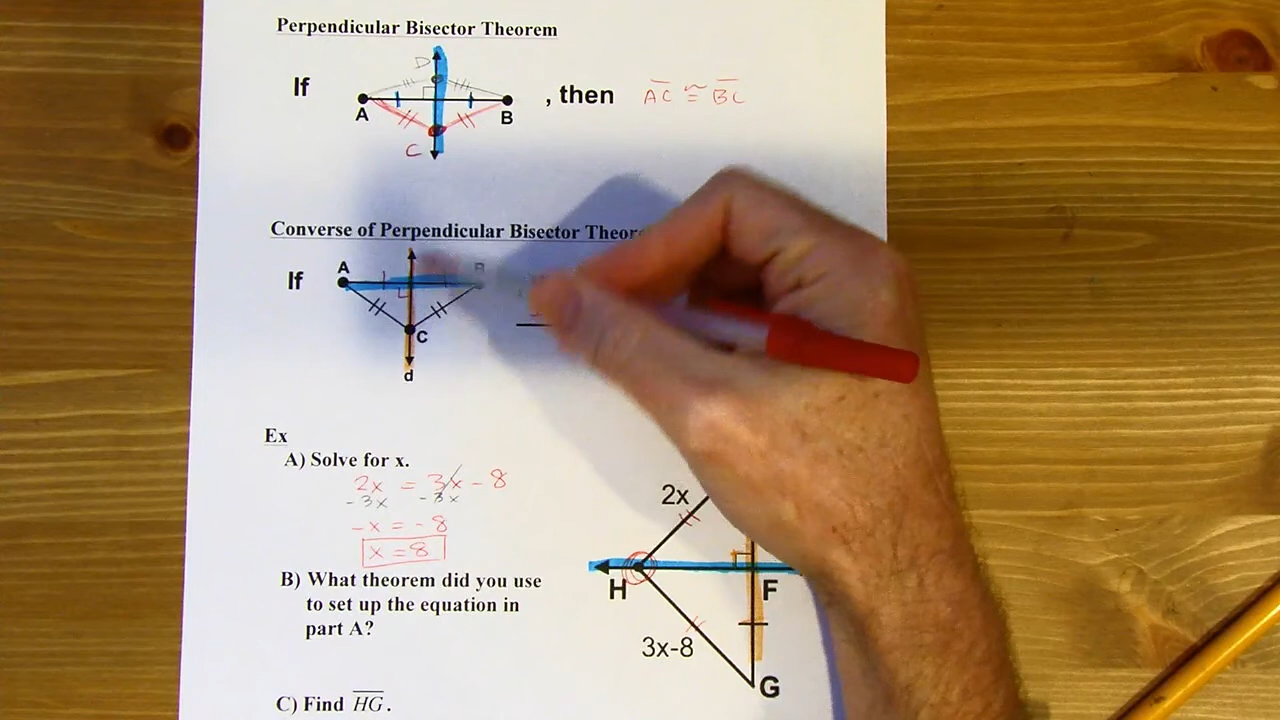 Perpendicular Bisector Theorem
D
If A B , then AC ≅ BC
C
Converse of Perpendicular Bisector
If A B
C
d
Ex
A) Solve for x.
2x = 3x - 8
-3x -3x
-x = -8
x = 8
B) What theorem did you use
to set up the equation in
part A?
2x
H F
3x-8
G
C) Find HG.